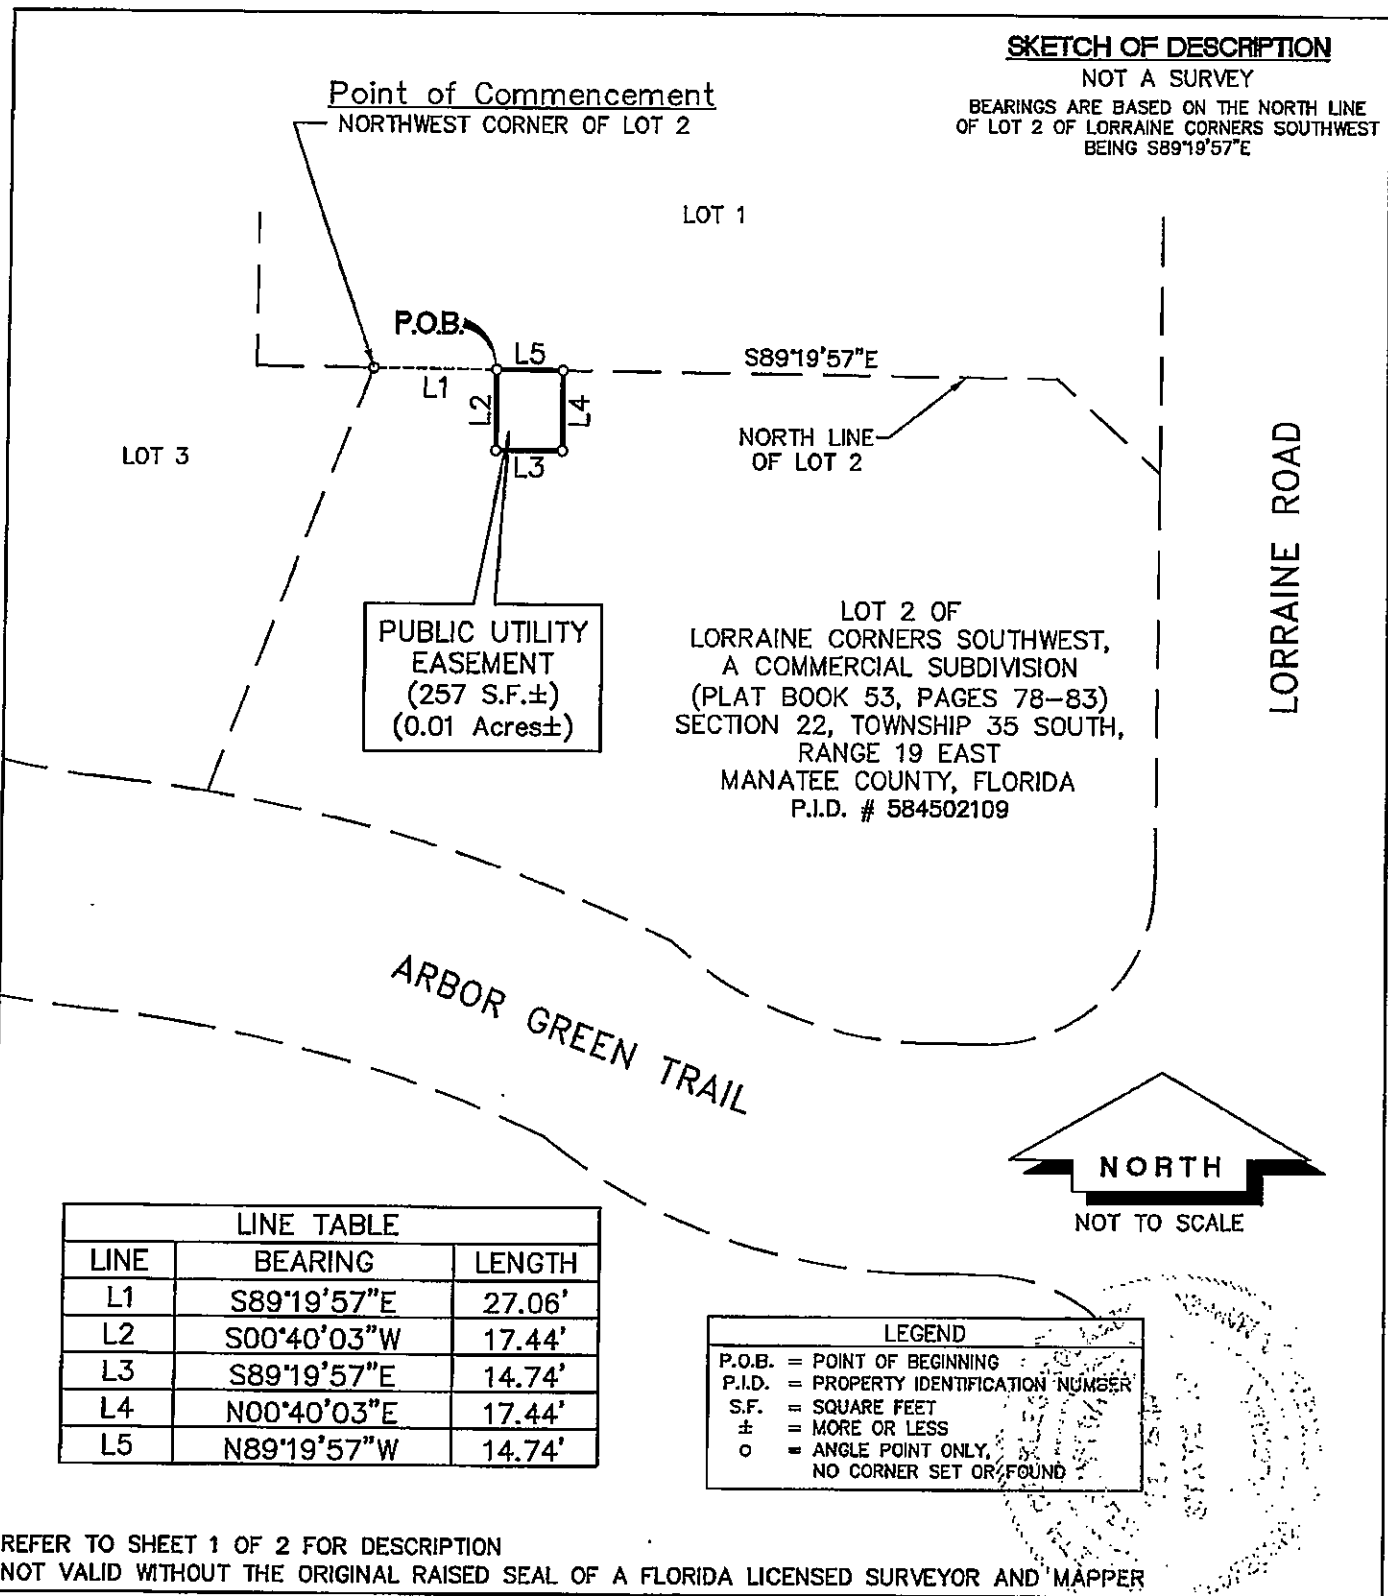 SKETCH OF DESCRIPTION
NOT A SURVEY
BEARINGS ARE BASED ON THE NORTH LINE
OF LOT 2 OF LORRAINE CORNERS SOUTHWEST
BEING S89°19'57"E
Point of Commencement
NORTHWEST CORNER OF LOT 2
LOT 1
P.O.B.
L5
S89°19'57"E
L1
L2
L4
L3
NORTH LINE
OF LOT 2
LOT 3
LORRAINE ROAD
PUBLIC UTILITY
EASEMENT
(257 S.F.±)
(0.01 Acres±)
LOT 2 OF
LORRAINE CORNERS SOUTHWEST,
A COMMERCIAL SUBDIVISION
(PLAT BOOK 53, PAGES 78-83)
SECTION 22, TOWNSHIP 35 SOUTH,
RANGE 19 EAST
MANATEE COUNTY, FLORIDA
P.I.D. # 584502109
ARBOR GREEN TRAIL
NORTH
NOT TO SCALE
LINE TABLE
LINE BEARING LENGTH
L1 S89°19'57"E 27.06'
L2 S00°40'03"W 17.44'
L3 S89°19'57"E 14.74'
L4 N00°40'03"E 17.44'
L5 N89°19'57"W 14.74'
LEGEND
P.O.B. = POINT OF BEGINNING
P.I.D. = PROPERTY IDENTIFICATION NUMBER
S.F. = SQUARE FEET
± = MORE OR LESS
o = ANGLE POINT ONLY,
NO CORNER SET OR FOUND
REFER TO SHEET 1 OF 2 FOR DESCRIPTION
NOT VALID WITHOUT THE ORIGINAL RAISED SEAL OF A FLORIDA LICENSED SURVEYOR AND MAPPER